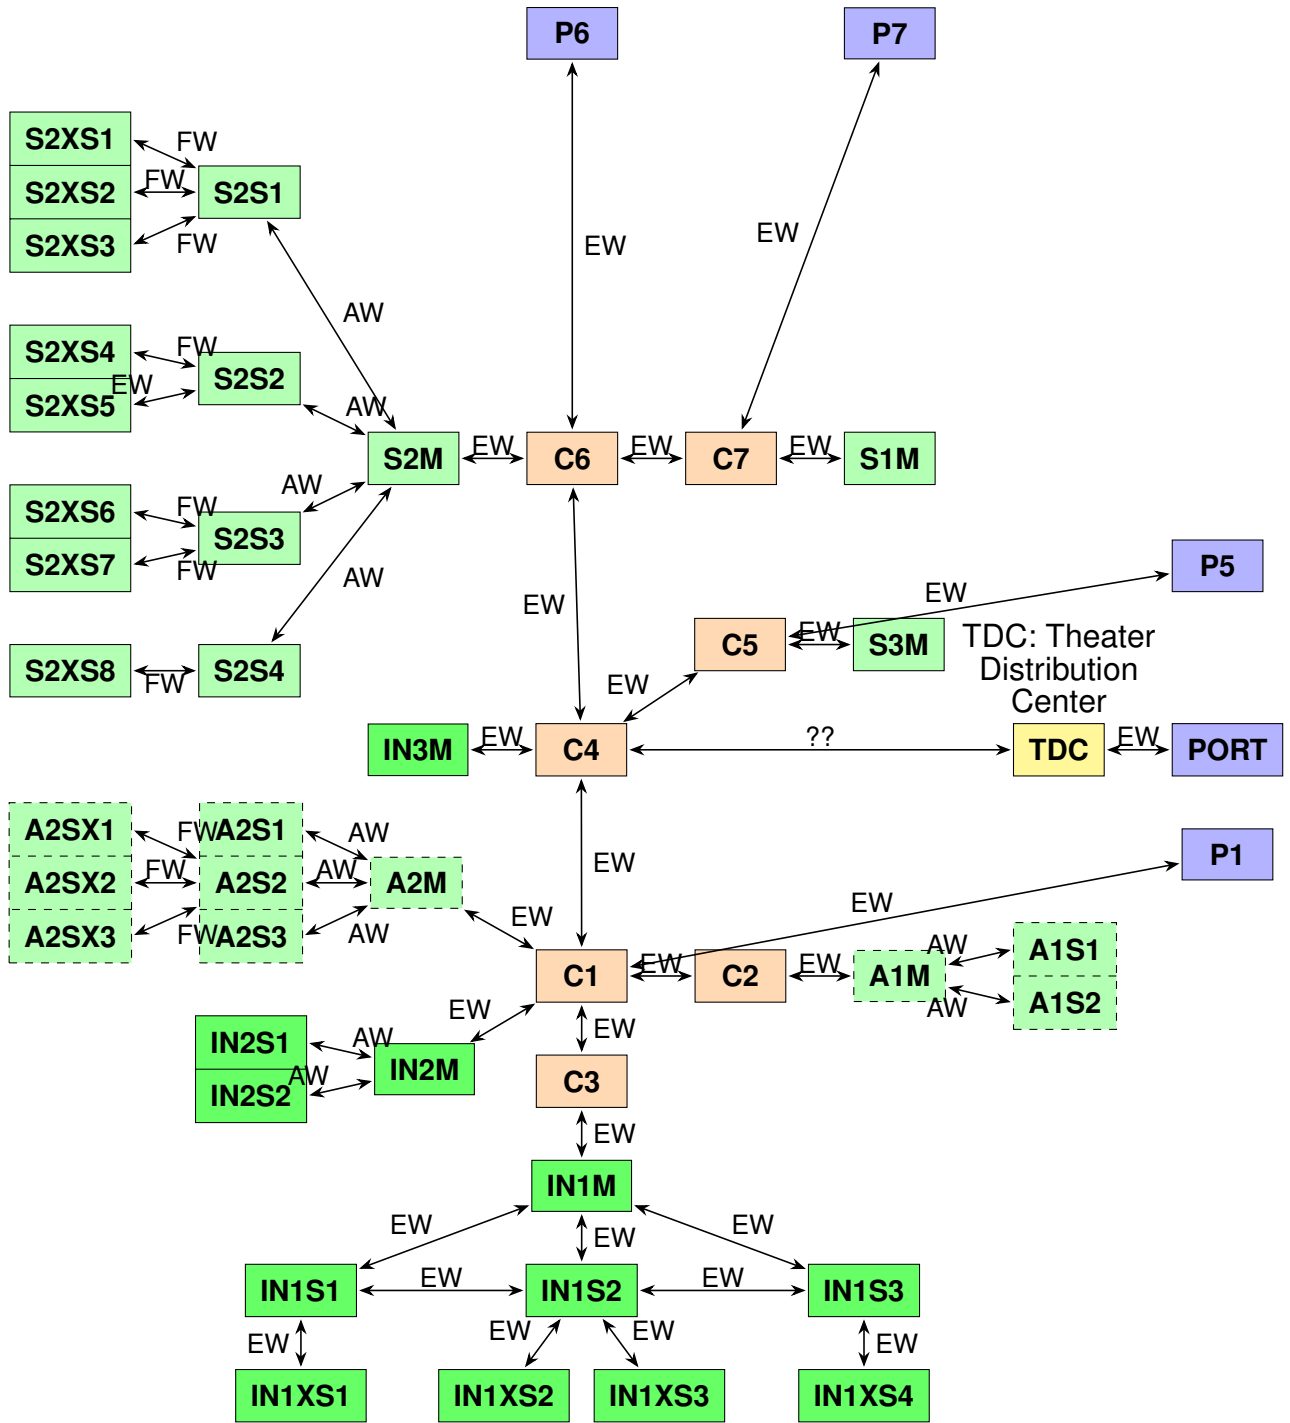 P6
P7
S2XS1
FW
S2XS2
FW
S2S1
S2XS3
FW
EW
EW
AW
S2XS4
FW
S2S2
EW
S2XS5
AW
S2M
EW
C6
EW
C7
EW
S1M
AW
S2XS6
FW
S2S3
S2XS7
FW
AW
P5
EW
EW
C5
EW
S3M
TDC: Theater
Distribution
Center
S2XS8
FW
S2S4
EW
IN3M
EW
C4
??
TDC
EW
PORT
A2SX1
FW
A2S1
AW
A2SX2
FW
A2S2
AW
A2M
EW
P1
A2SX3
FW
A2S3
AW
EW
EW
C1
EW
C2
EW
A1M
AW
A1S1
AW
A1S2
EW
EW
IN2S1
AW
IN2M
IN2S2
AW
C3
EW
IN1M
EW
EW
EW
IN1S1
EW
IN1S2
EW
IN1S3
EW
EW
EW
EW
IN1XS1
IN1XS2
IN1XS3
IN1XS4